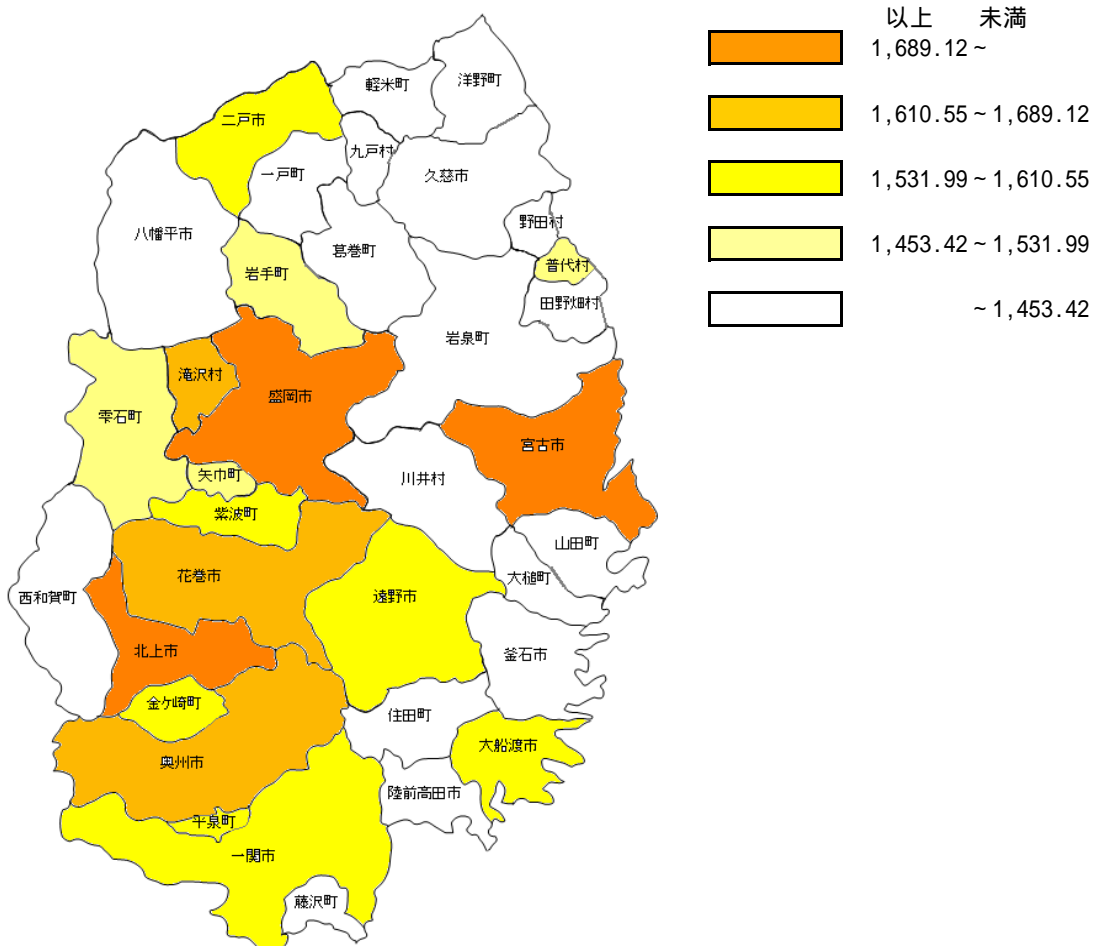 以上 未満
1,689.12 ~
1,610.55 ~ 1,689.12
1,531.99 ~ 1,610.55
1,453.42 ~ 1,531.99
~ 1,453.42
洋野町
軽米町
二戸市
九戸村
一戸町
久慈市
野田村
八幡平市
葛巻町
普代村
岩手町
田野畑村
岩泉町
滝沢村
盛岡市
雫石町
宮古市
矢巾町
川井村
紫波町
山田町
花巻市
大槌町
西和賀町
遠野市
北上市
釜石市
金ケ崎町
住田町
大船渡市
奥州市
陸前高田市
平泉町
一関市
藤沢町